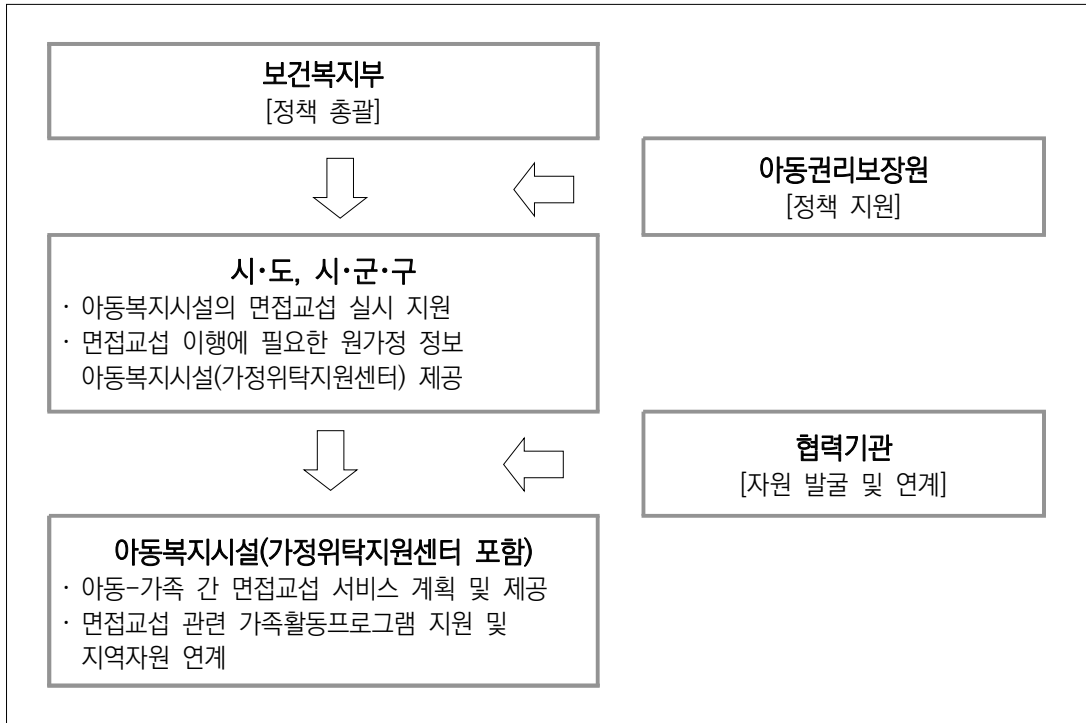 보건복지부
[정책 총괄]
아동권리보장원
[정책 지원]
시·도, 시·군·구
· 아동복지시설의 면접교섭 실시 지원
· 면접교섭 이행에 필요한 원가정 정보
아동복지시설(가정위탁지원센터) 제공
협력기관
[자원 발굴 및 연계]
아동복지시설(가정위탁지원센터 포함)
· 아동-가족 간 면접교섭 서비스 계획 및 제공
· 면접교섭 관련 가족활동프로그램 지원 및
지역자원 연계